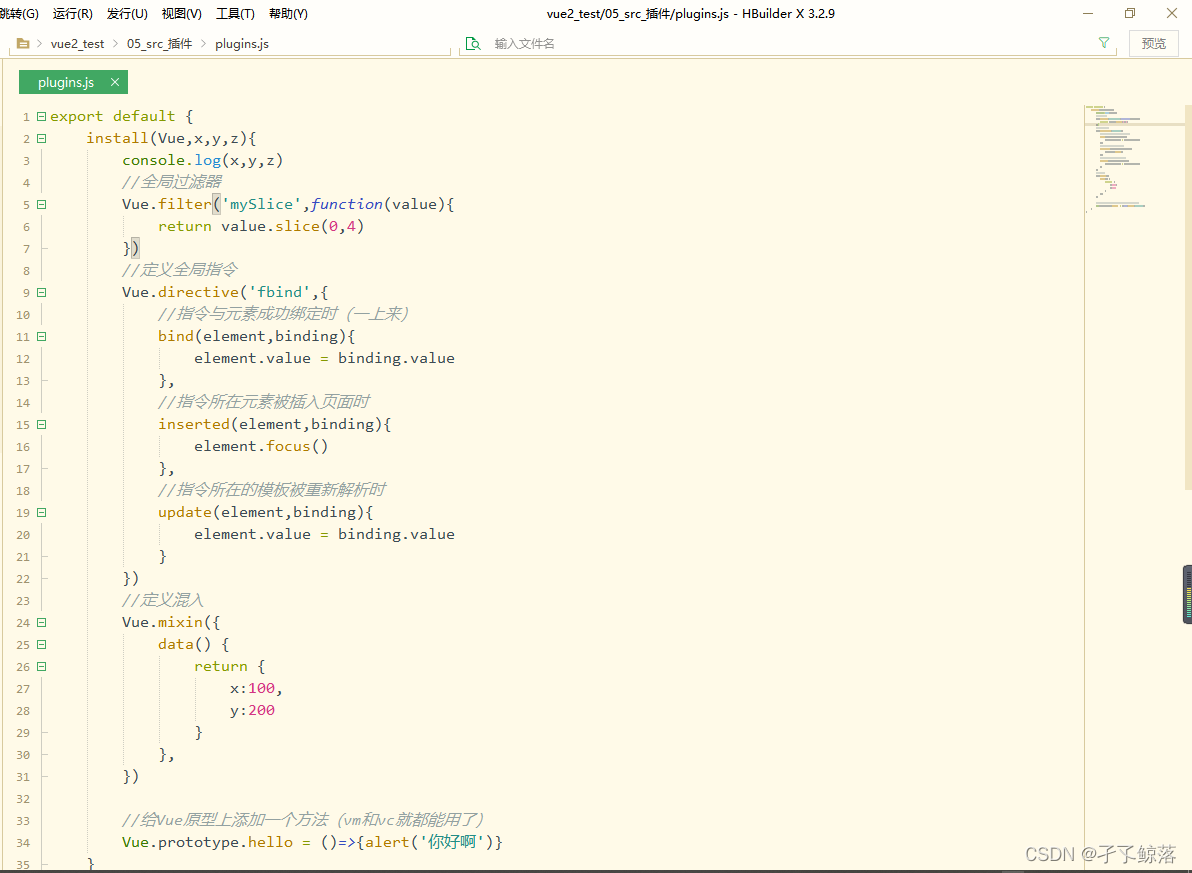 跳转(G) 运行(R) 发行(U) 视图(V) 工具(T) 帮助(Y) vue2_test/05_src_插件/plugins.js - HBuilder X 3.2.9
vue2_test 05_src_插件 plugins.js 输入文件名 预览
plugins.js
1 export default {
2 install(Vue,x,y,z){
3 console.log(x,y,z)
4 //全局过滤器
5 Vue.filter('mySlice',function(value){
6 return value.slice(0,4)
7 })
8 //定义全局指令
9 Vue.directive('fbind',{
10 //指令与元素成功绑定时（一上来）
11 bind(element,binding){
12 element.value = binding.value
13 },
14 //指令所在元素被插入页面时
15 inserted(element,binding){
16 element.focus()
17 },
18 //指令所在的模板被重新解析时
19 update(element,binding){
20 element.value = binding.value
21 }
22 })
23 //定义混入
24 Vue.mixin({
25 data() {
26 return {
27 x:100,
28 y:200
29 }
30 },
31 })
32
33 //给Vue原型上添加一个方法（vm和vc就都能用了）
34 Vue.prototype.hello = ()=>{alert('你好啊')}
35 }
CSDN @孑孓鲸落